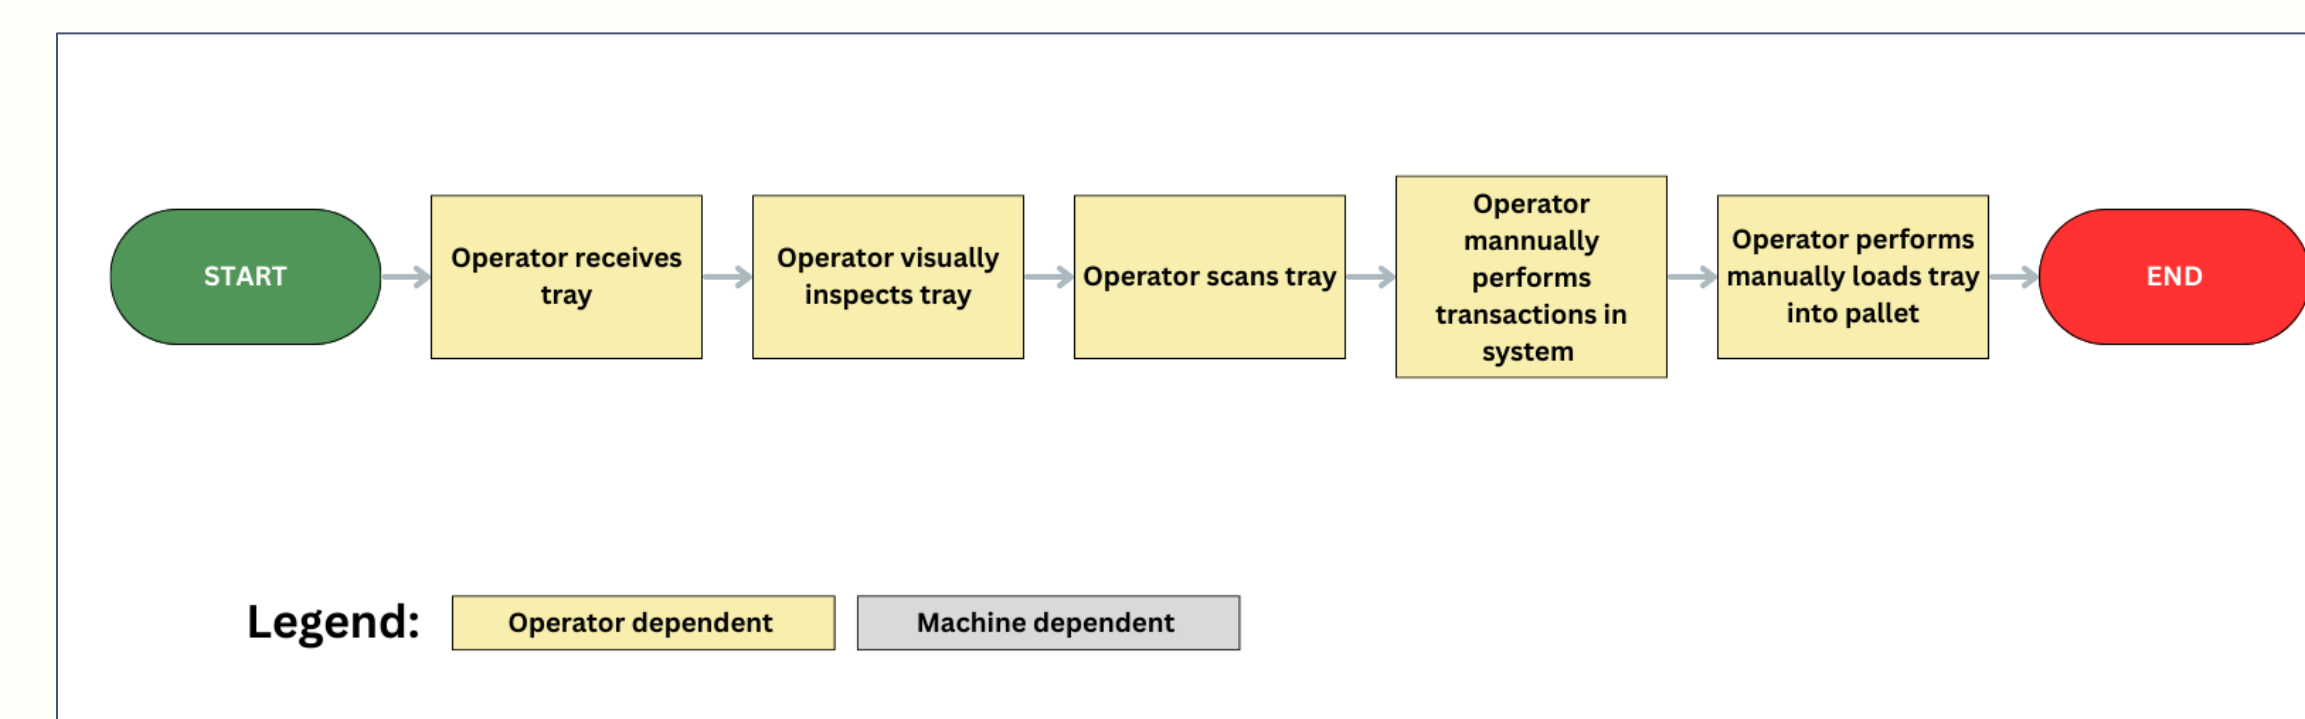 START
Operator receives
tray
Operator visually
inspects tray
Operator scans tray
Operator
mannually
performs
transactions in
system
Operator performs
manually loads tray
into pallet
END
Legend:
Operator dependent
Machine dependent